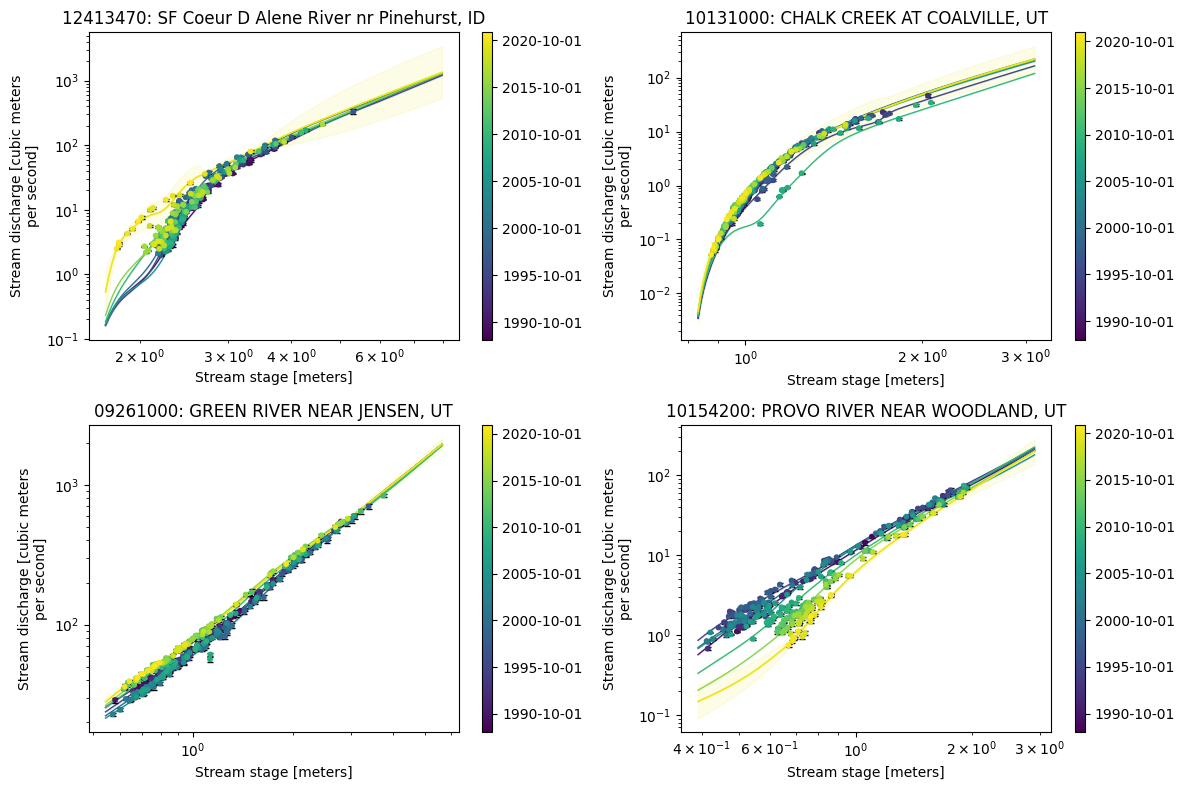 12413470: SF Coeur D Alene River nr Pinehurst, ID
Stream discharge [cubic meters
per second]
10³
10²
10¹
10⁰
10⁻¹
2 × 10⁰
3 × 10⁰
4 × 10⁰
6 × 10⁰
Stream stage [meters]
2020-10-01
2015-10-01
2010-10-01
2005-10-01
2000-10-01
1995-10-01
1990-10-01
10131000: CHALK CREEK AT COALVILLE, UT
Stream discharge [cubic meters
per second]
10²
10¹
10⁰
10⁻¹
10⁻²
10⁰
2 × 10⁰
3 × 10⁰
Stream stage [meters]
2020-10-01
2015-10-01
2010-10-01
2005-10-01
2000-10-01
1995-10-01
1990-10-01
09261000: GREEN RIVER NEAR JENSEN, UT
Stream discharge [cubic meters
per second]
10³
10²
10⁰
Stream stage [meters]
2020-10-01
2015-10-01
2010-10-01
2005-10-01
2000-10-01
1995-10-01
1990-10-01
10154200: PROVO RIVER NEAR WOODLAND, UT
Stream discharge [cubic meters
per second]
10²
10¹
10⁰
10⁻¹
4 × 10⁻¹
6 × 10⁻¹
10⁰
2 × 10⁰
3 × 10⁰
Stream stage [meters]
2020-10-01
2015-10-01
2010-10-01
2005-10-01
2000-10-01
1995-10-01
1990-10-01